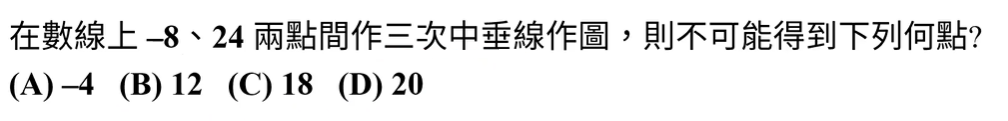 在數線上 –8、24 兩點間作三次中垂線作圖，則不可能得到下列何點?
(A) –4 (B) 12 (C) 18 (D) 20